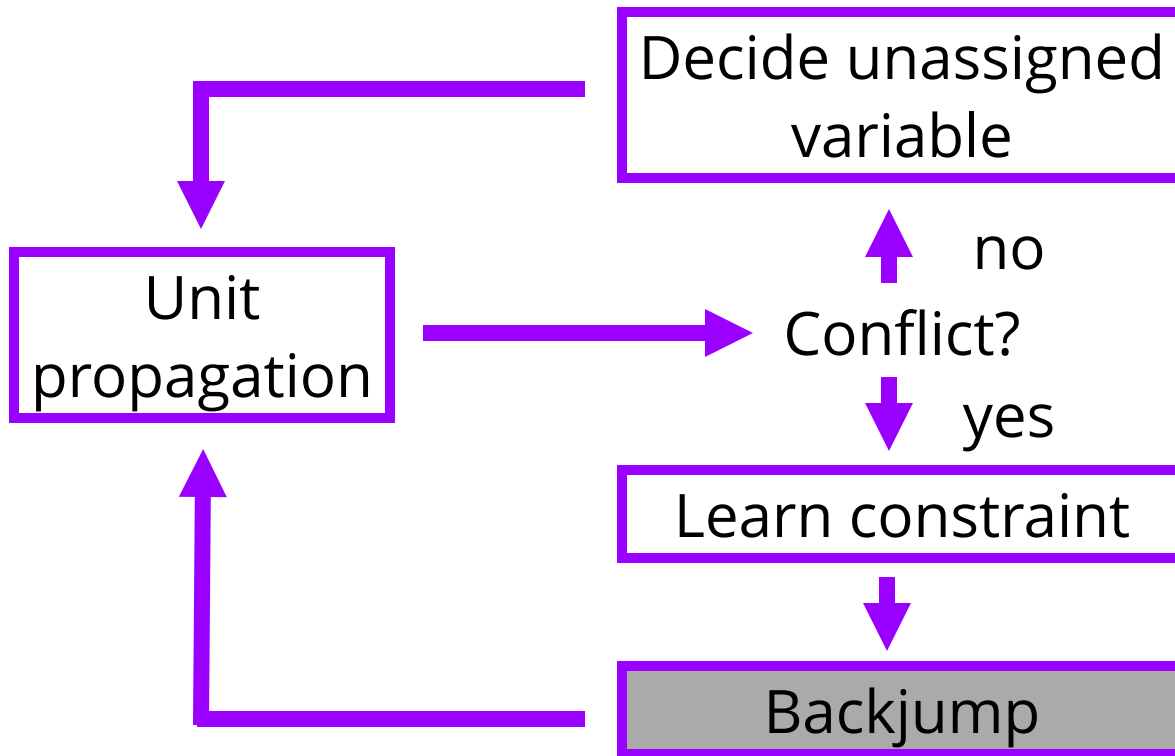 Decide unassigned
variable
no
Unit
propagation
Conflict?
yes
Learn constraint
Backjump